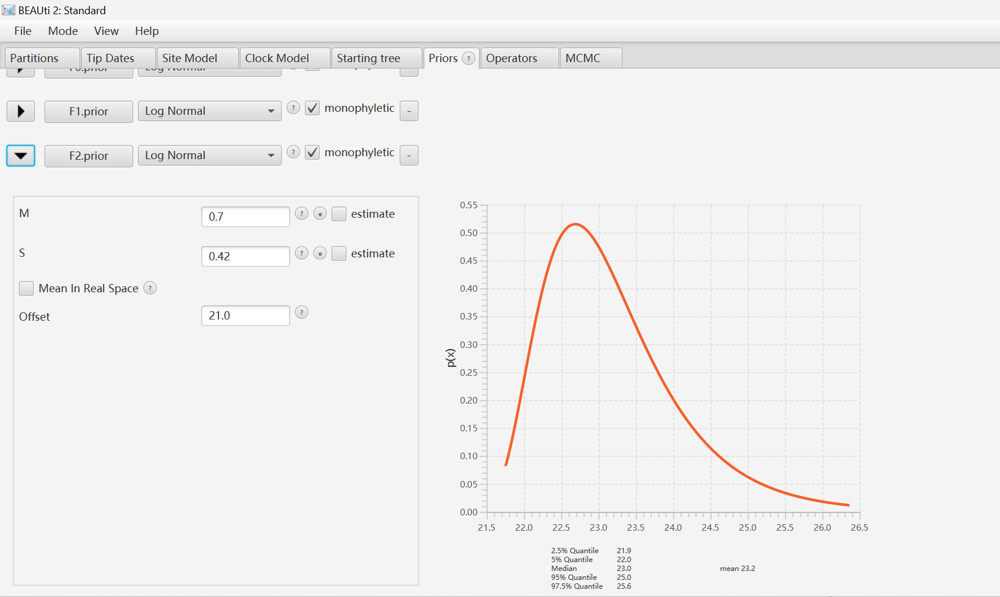 BEAUti 2: Standard
File Mode View Help
Partitions Tip Dates Site Model Clock Model Starting tree Priors ? Operators MCMC
F1.prior Log Normal ? monophyletic -
F2.prior Log Normal ? monophyletic -
M 0.7 ? e estimate
S 0.42 ? e estimate
Mean In Real Space ?
Offset 21.0 ?
0.55
0.50
0.45
0.40
0.35
0.30
0.25
0.20
0.15
0.10
0.05
0.00
p(x)
21.5 22.0 22.5 23.0 23.5 24.0 24.5 25.0 25.5 26.0 26.5
2.5% Quantile 21.9
5% Quantile 22.0
Median 23.0 mean 23.2
95% Quantile 25.0
97.5% Quantile 25.6